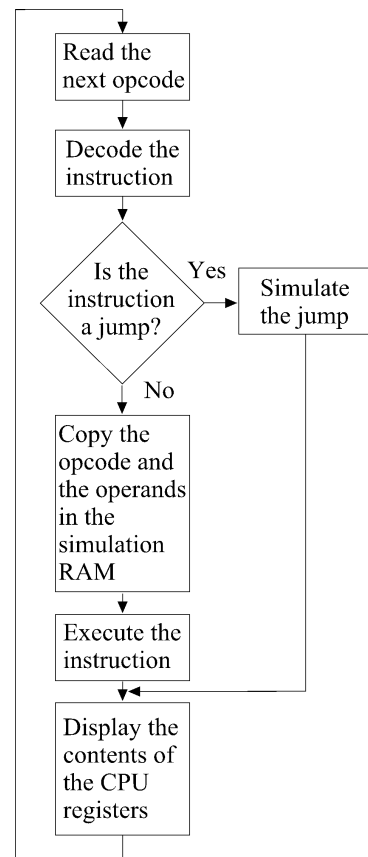 Read the
next opcode
Decode the
instruction
Is the
instruction
a jump?
Yes
Simulate
the jump
No
Copy the
opcode and
the operands
in the
simulation
RAM
Execute the
instruction
Display the
contents of
the CPU
registers